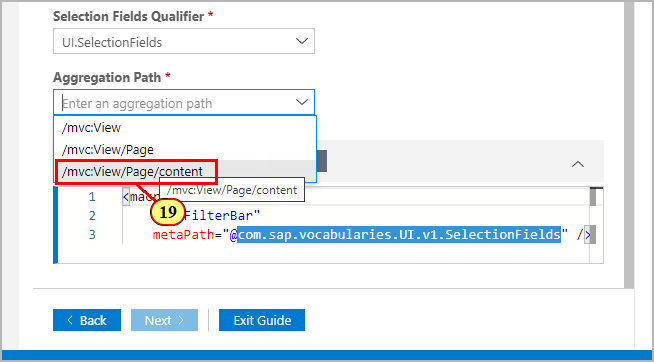 Selection Fields Qualifier *
UI.SelectionFields
Aggregation Path *
Enter an aggregation path
/mvc:View
/mvc:View/Page
/mvc:View/Page/content
/mvc:View/Page/content
19
1 <mac
2 FilterBar"
3 metaPath="@com.sap.vocabularies.UI.v1.SelectionFields" />
< Back
Next >
Exit Guide